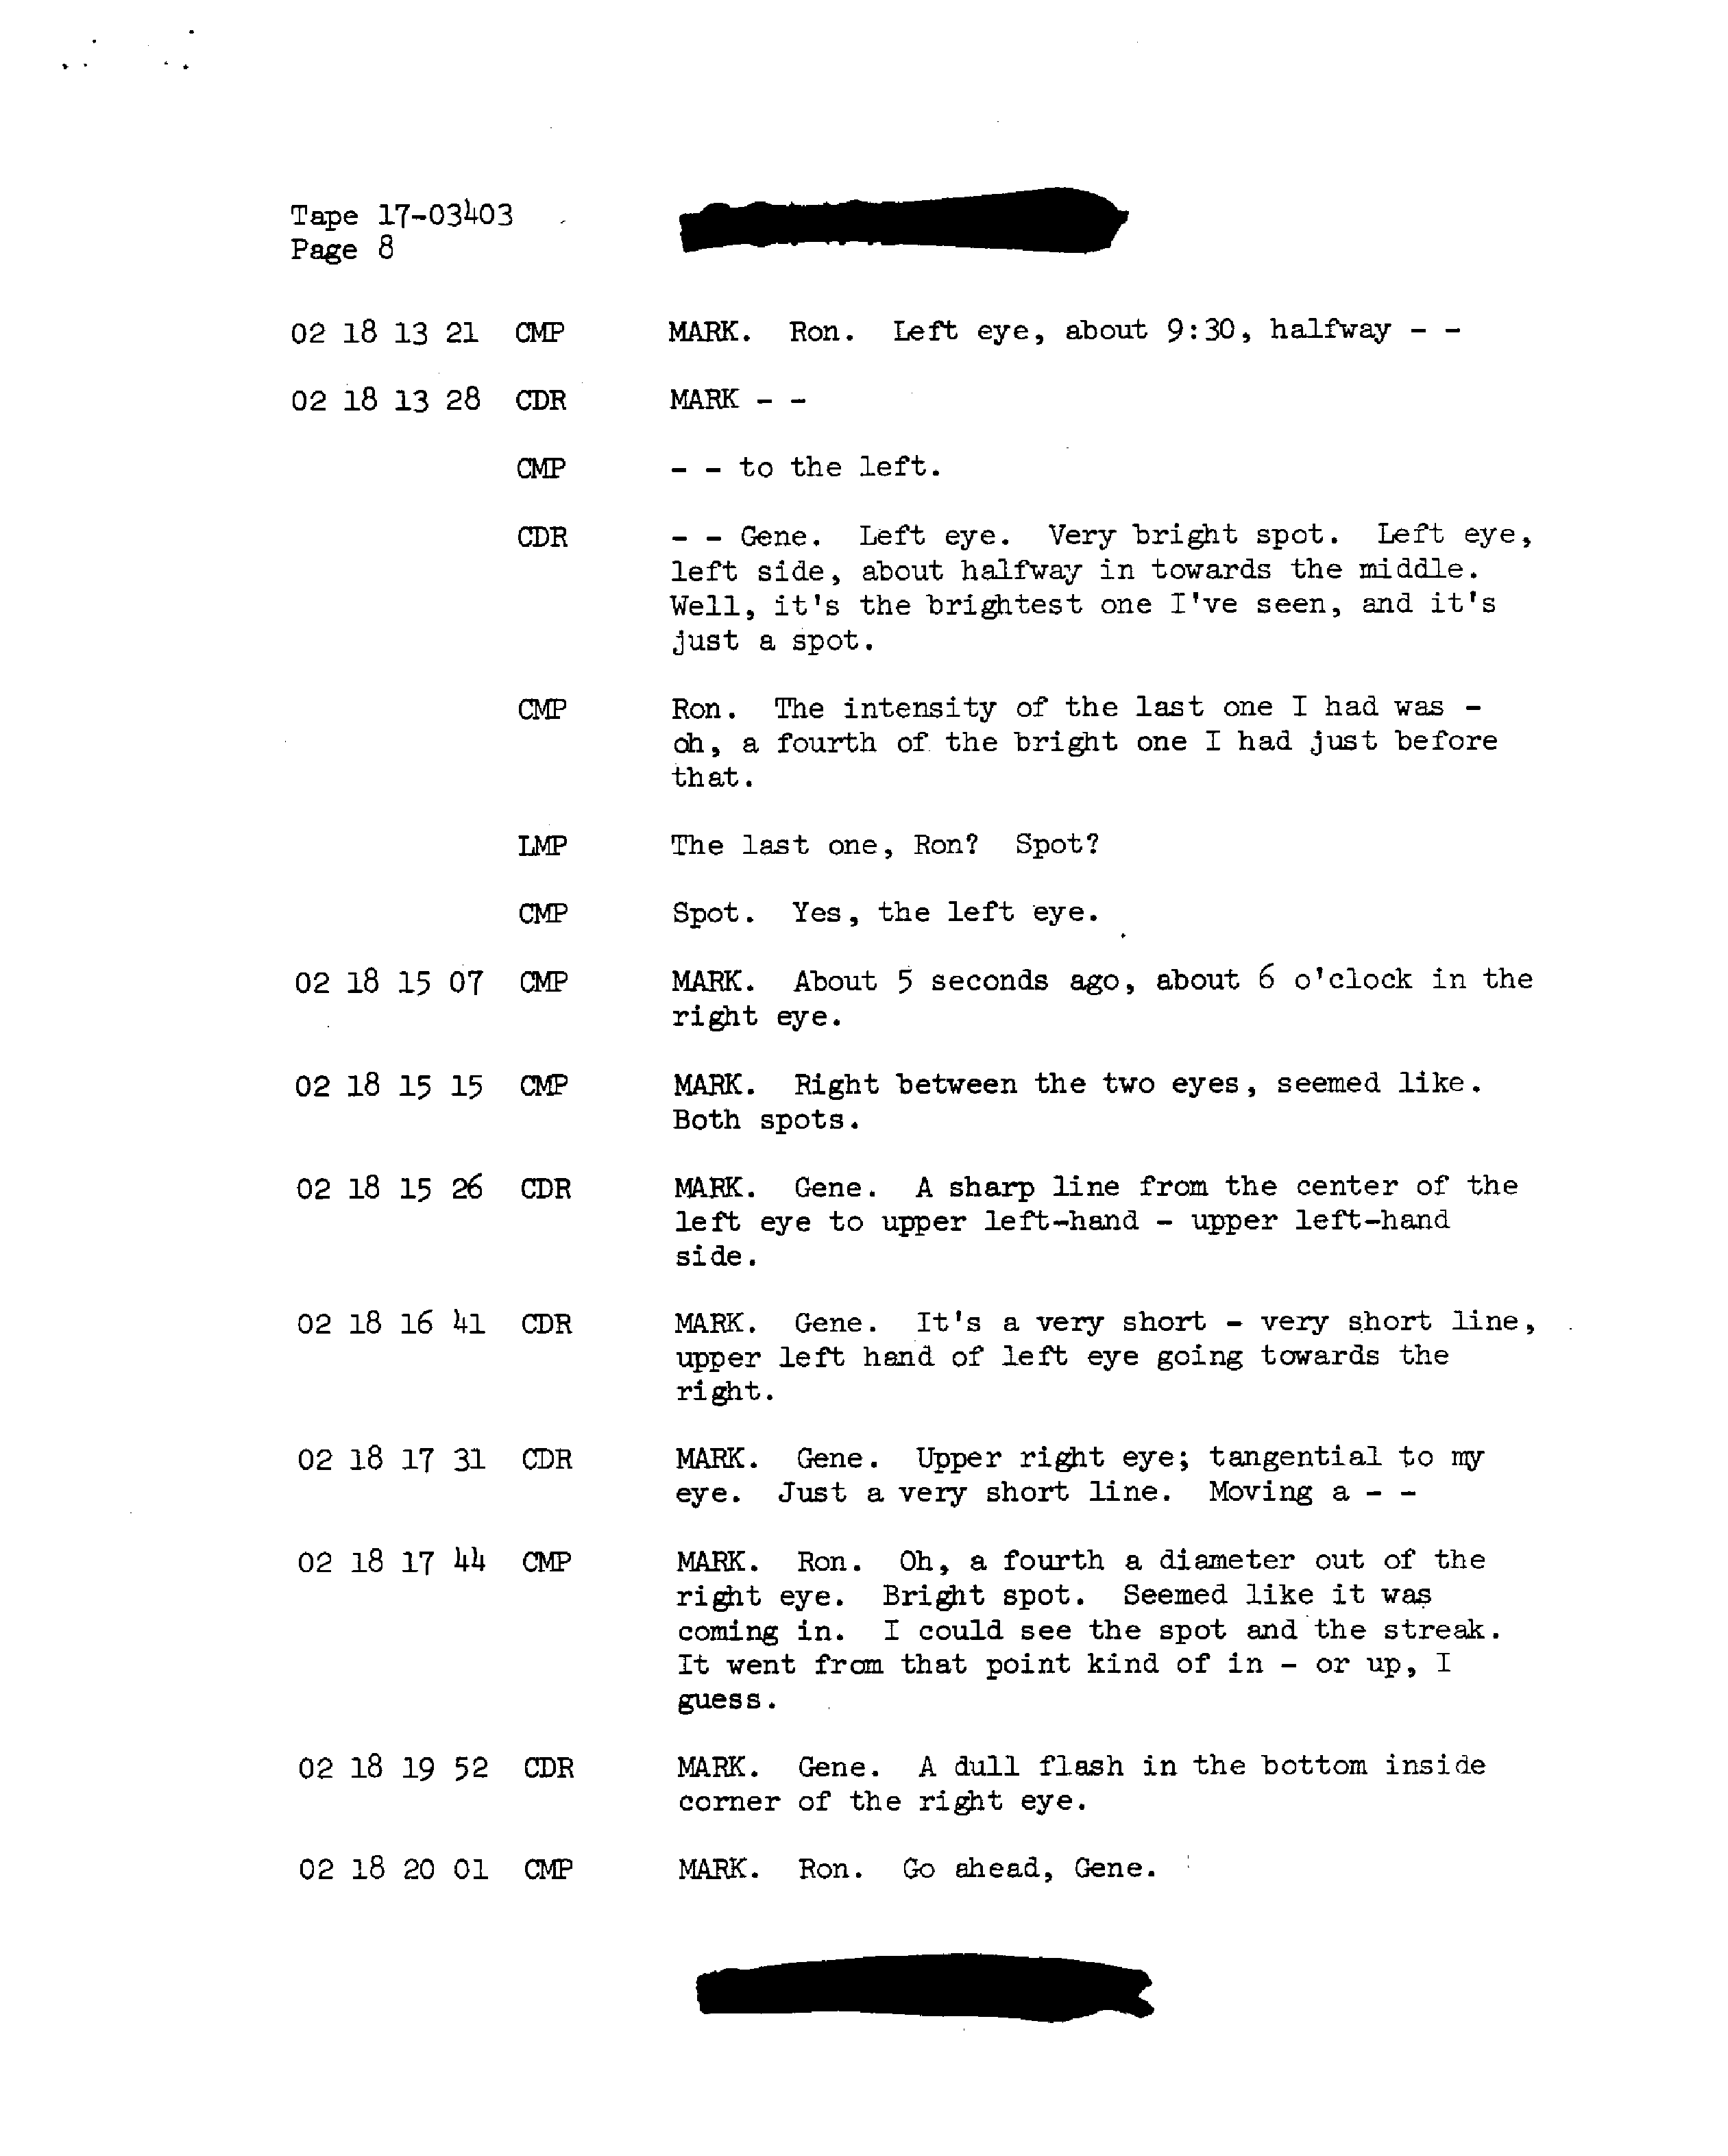 Tape 17-03403
Page 8
02 18 13 21 CMP MARK. Ron. Left eye, about 9:30, halfway - -
02 18 13 28 CDR MARK - -
CMP - - to the left.
CDR - - Gene. Left eye. Very bright spot. Left eye,
left side, about halfway in towards the middle.
Well, it's the brightest one I've seen, and it's
just a spot.
CMP Ron. The intensity of the last one I had was -
oh, a fourth of the bright one I had just before
that.
LMP The last one, Ron? Spot?
CMP Spot. Yes, the left eye.
02 18 15 07 CMP MARK. About 5 seconds ago, about 6 o'clock in the
right eye.
02 18 15 15 CMP MARK. Right between the two eyes, seemed like.
Both spots.
02 18 15 26 CDR MARK. Gene. A sharp line from the center of the
left eye to upper left-hand - upper left-hand
side.
02 18 16 41 CDR MARK. Gene. It's a very short - very short line,
upper left hand of left eye going towards the
right.
02 18 17 31 CDR MARK. Gene. Upper right eye; tangential to my
eye. Just a very short line. Moving a - -
02 18 17 44 CMP MARK. Ron. Oh, a fourth a diameter out of the
right eye. Bright spot. Seemed like it was
coming in. I could see the spot and the streak.
It went from that point kind of in - or up, I
guess.
02 18 19 52 CDR MARK. Gene. A dull flash in the bottom inside
corner of the right eye.
02 18 20 01 CMP MARK. Ron. Go ahead, Gene.